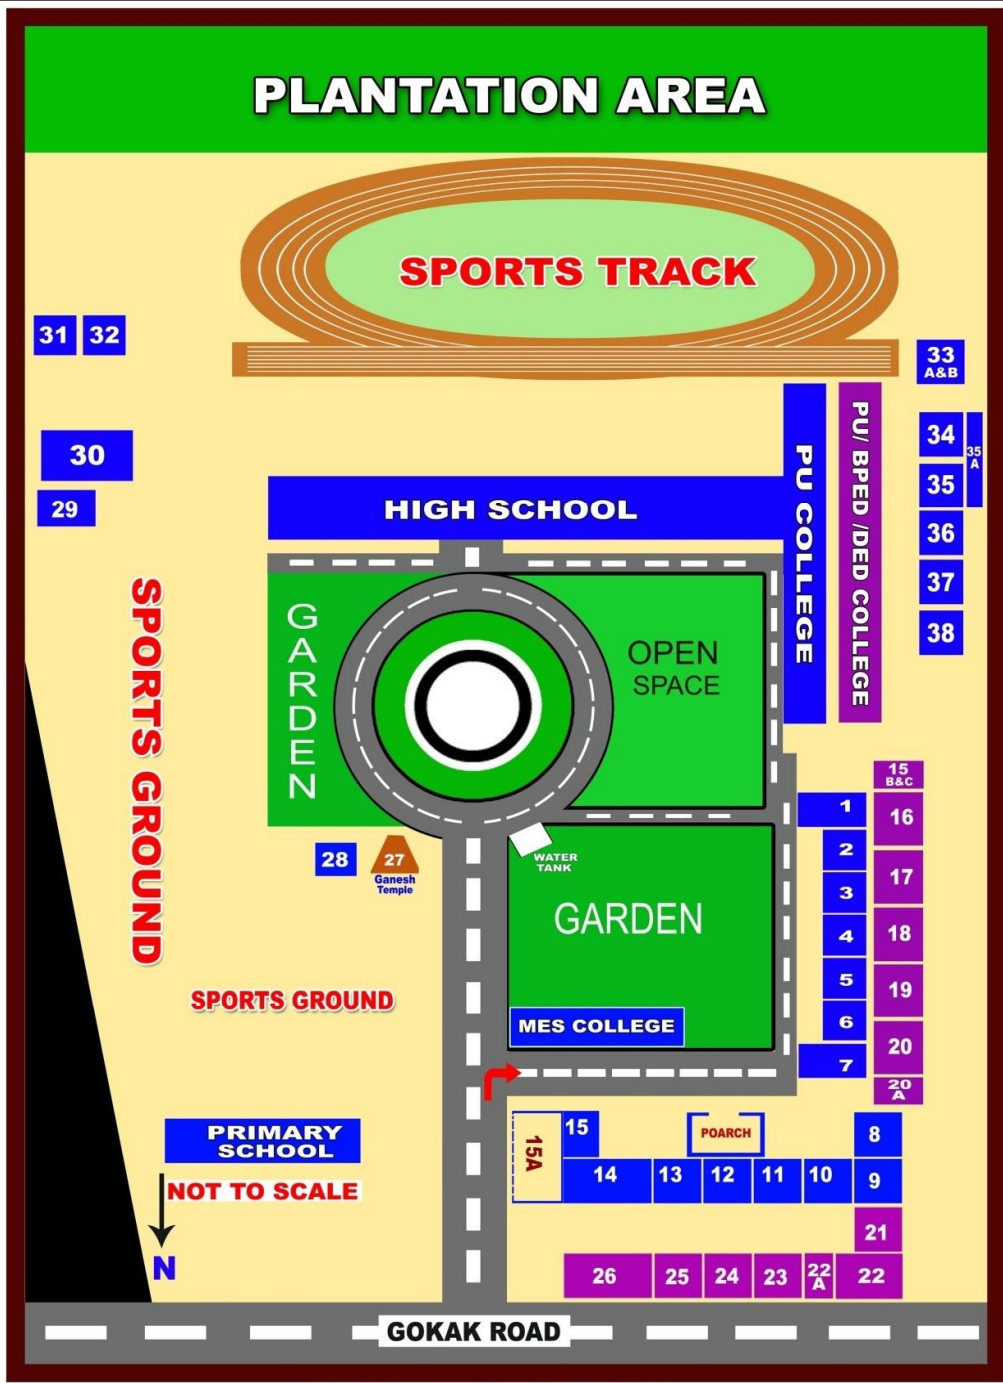 PLANTATION AREA
SPORTS TRACK
31
32
33
A&B
30
29
34
35
A
35
36
37
38
PU COLLEGE
PU/ BPED /DED COLLEGE
HIGH SCHOOL
SPORTS GROUND
GARDEN
OPEN
SPACE
15
B&C
1
16
2
17
3
4
18
5
19
6
20
7
20
A
28
27
Ganesh
Temple
WATER
TANK
GARDEN
SPORTS GROUND
MES COLLEGE
PRIMARY
SCHOOL
NOT TO SCALE
N
15A
15
POARCH
8
14
13
12
11
10
9
21
26
25
24
23
22
A
22
GOKAK ROAD